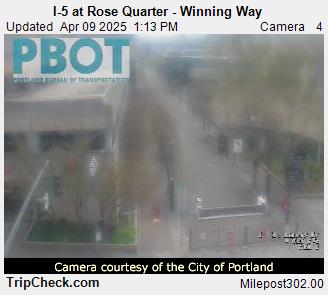 I-5 at Rose Quarter - Winning Way
Updated Apr 09 2025 1:13 PM Camera 4
PBOT
PORTLAND BUREAU OF TRANSPORTATION
Camera courtesy of the City of Portland
TripCheck.com Milepost302.00